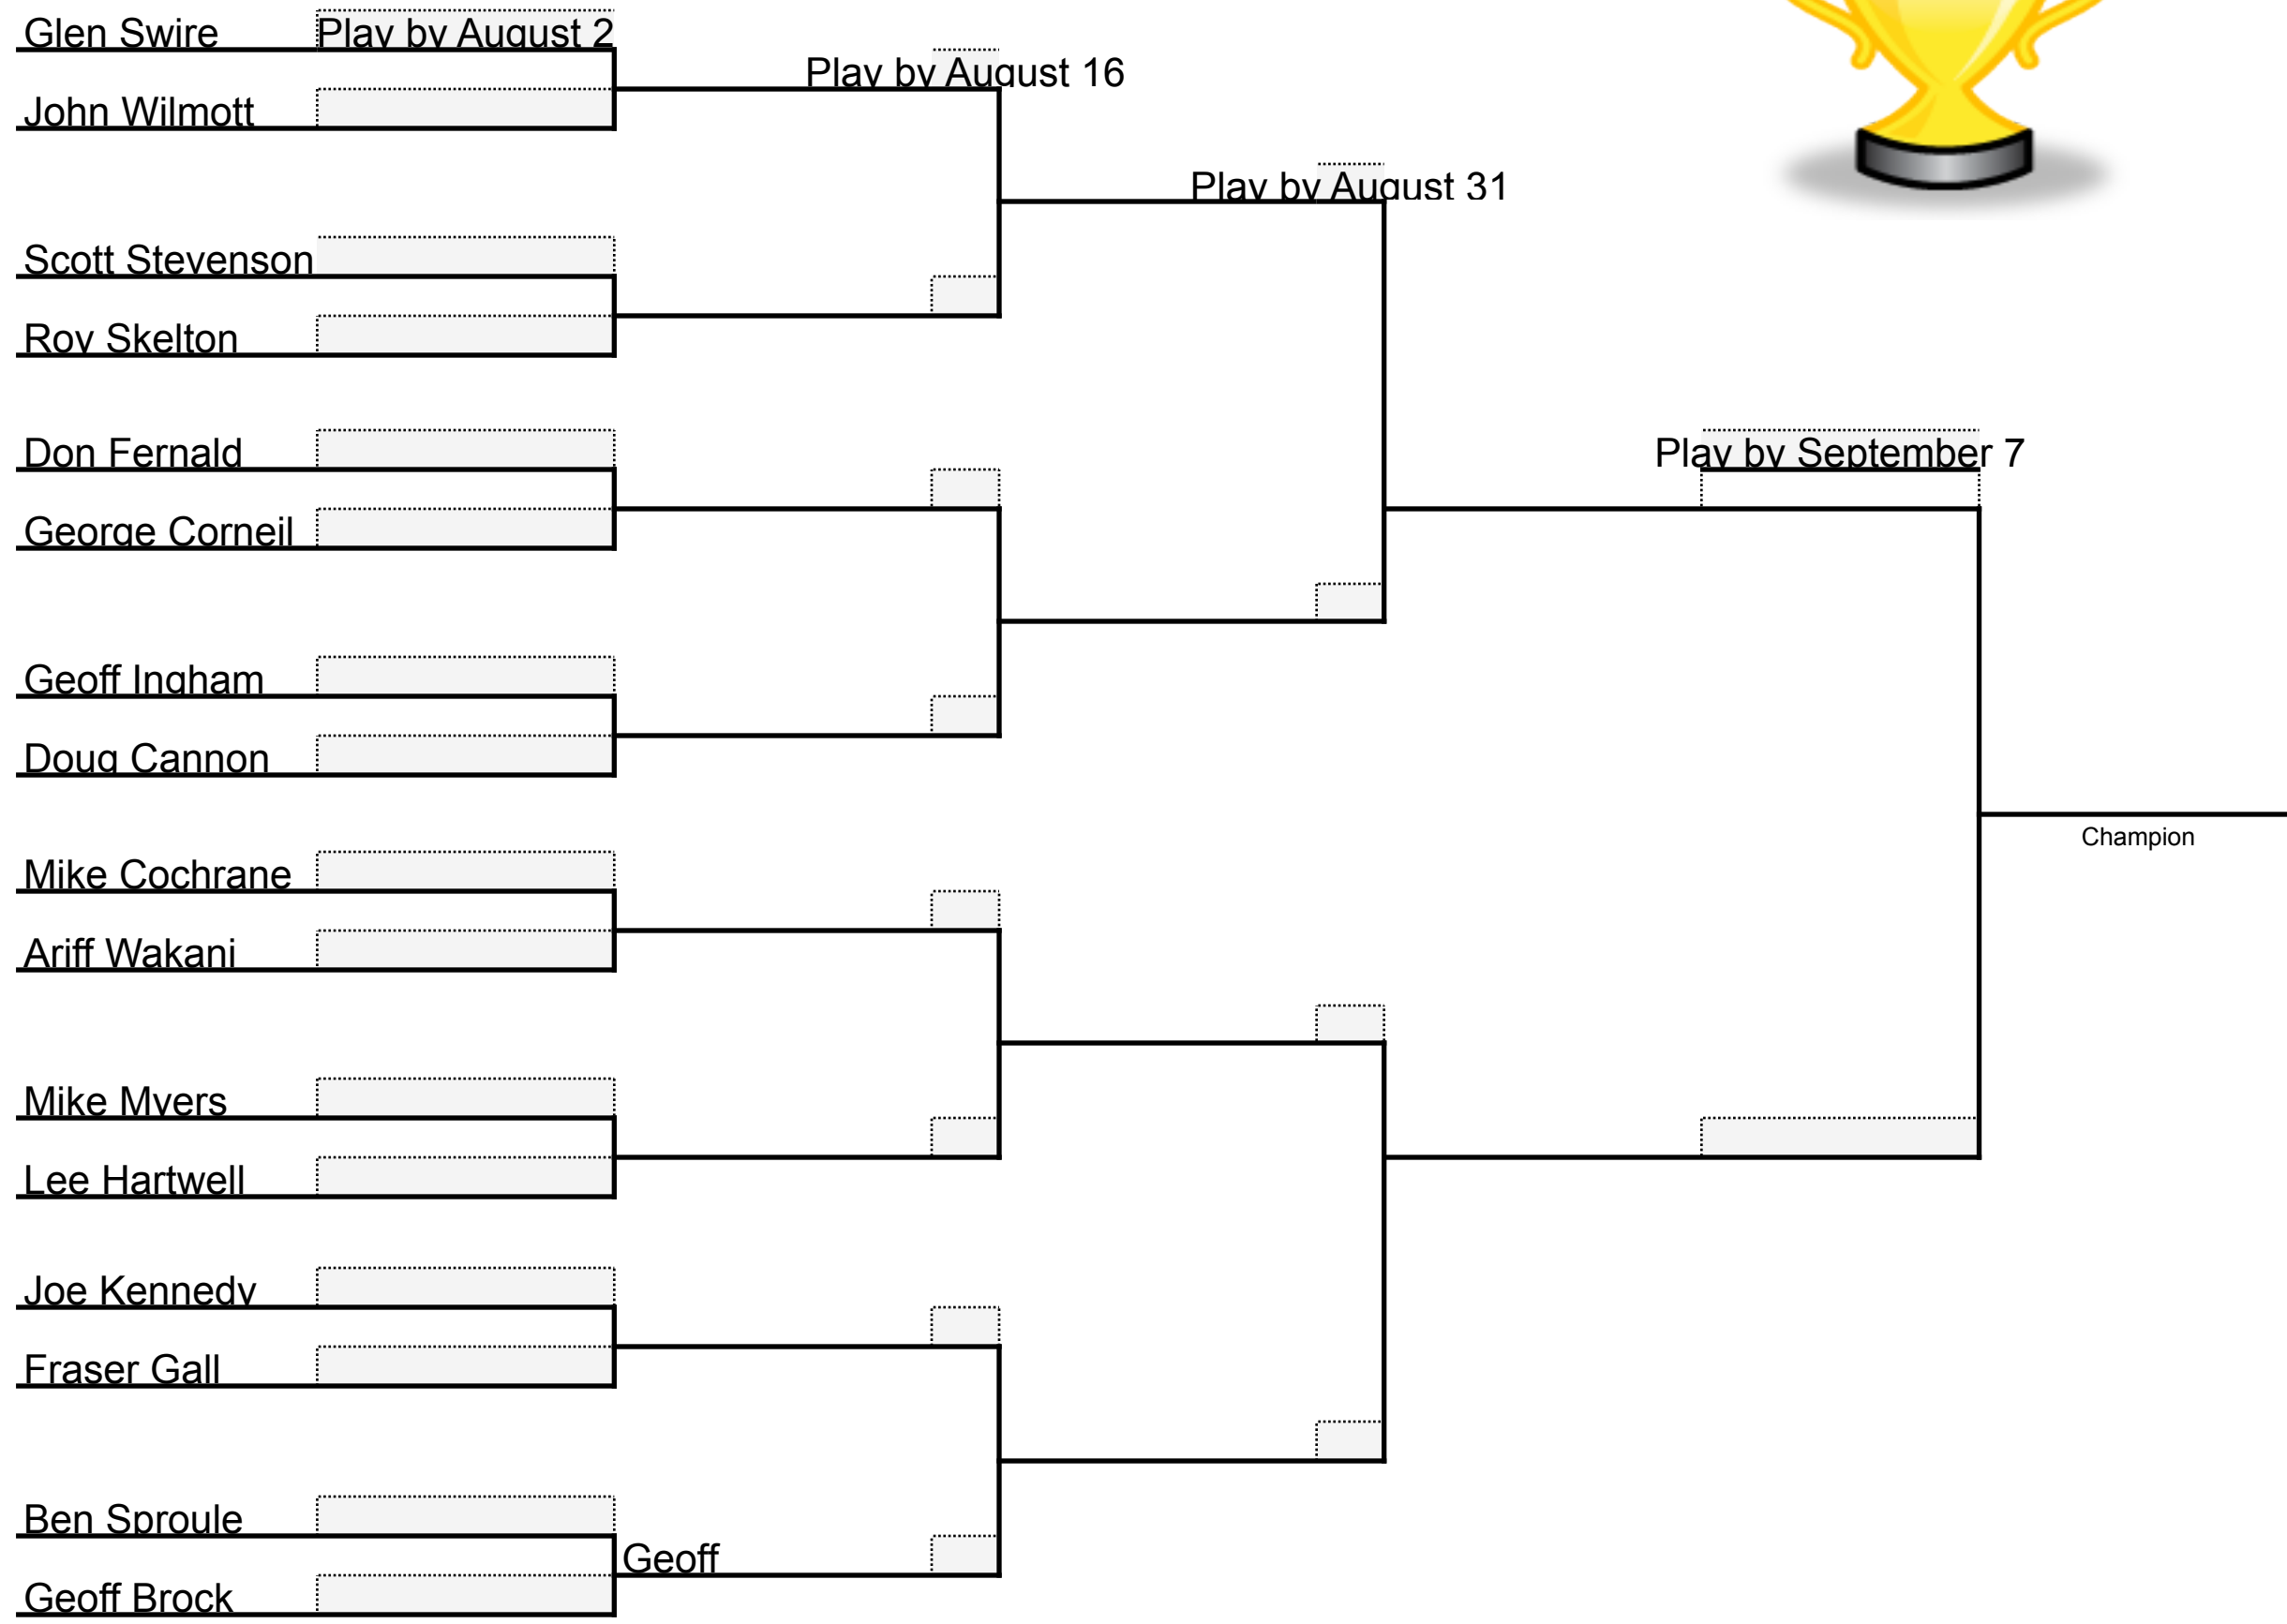 Glen Swire
Play by August 2
Play by August 16
John Wilmott
Play by August 31
Scott Stevenson
Roy Skelton
Don Fernald
Play by September 7
George Corneil
Geoff Ingham
Doug Cannon
Champion
Mike Cochrane
Ariff Wakani
Mike Myers
Lee Hartwell
Joe Kennedy
Fraser Gall
Ben Sproule
Geoff
Geoff Brock